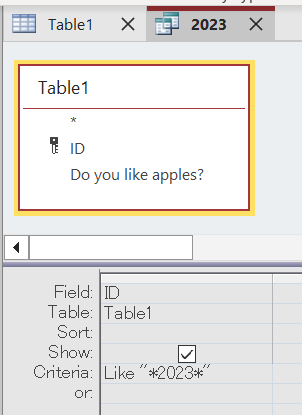 Table1 2023
Table1
*
ID
Do you like apples?
Field: ID
Table: Table1
Sort:
Show:
Criteria: Like "*2023*"
or: